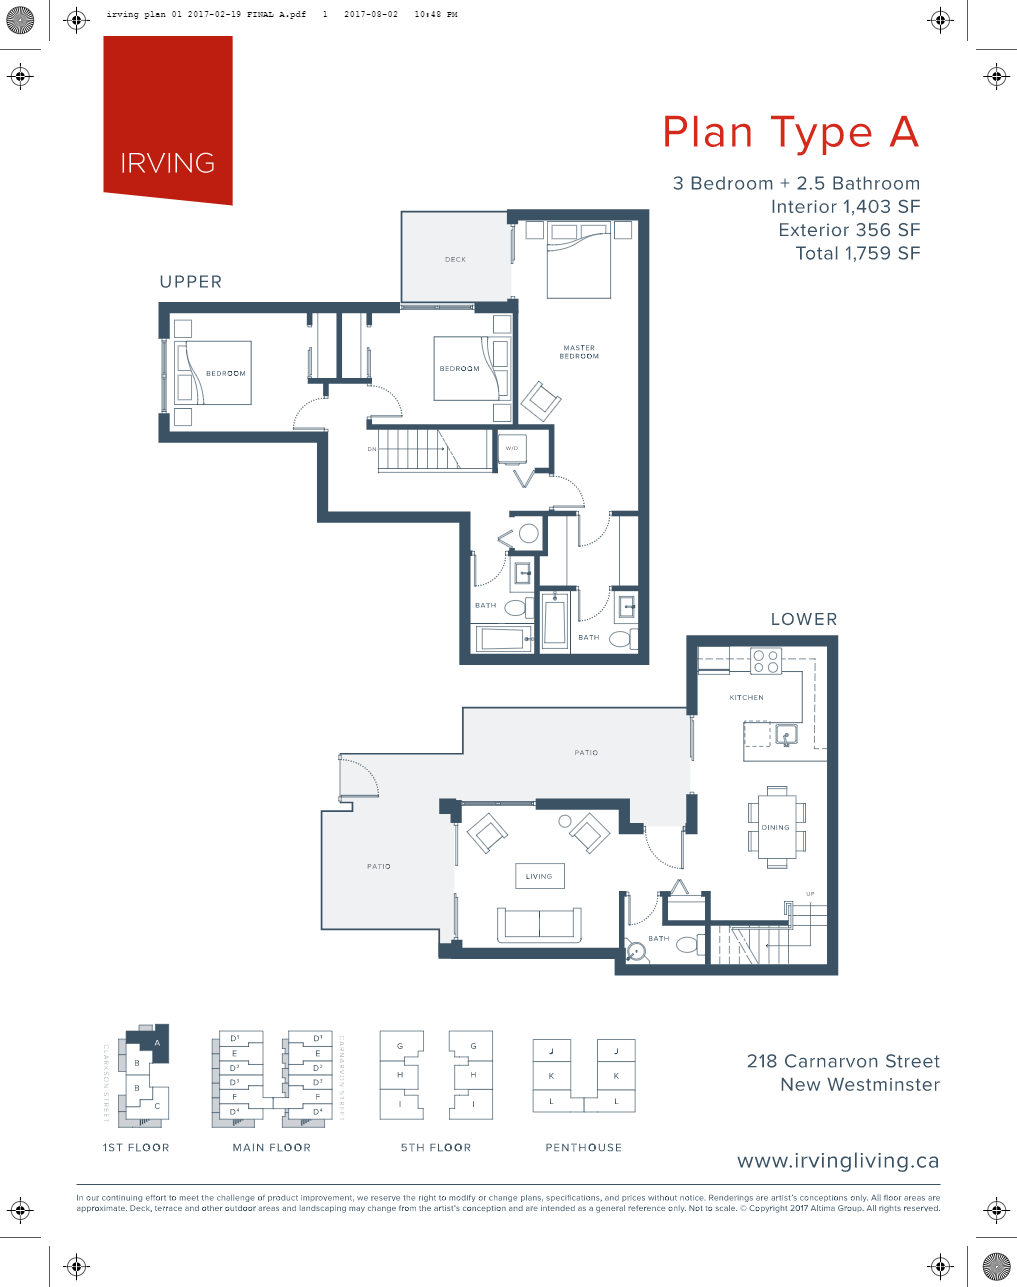 irving plan 01 2017-02-19 FINAL A.pdf 1 2017-08-02 10:48 PM
IRVING
Plan Type A
3 Bedroom + 2.5 Bathroom
Interior 1,403 SF
Exterior 356 SF
Total 1,759 SF
UPPER
DECK
MASTER
BEDROOM
BEDROOM
BEDROOM
DN
W/D
BATH
BATH
LOWER
KITCHEN
PATIO
DINING
PATIO
LIVING
UP
BATH
CLARKSON STREET
A
B
B
C
1ST FLOOR
D1 D1
E E
D2 D2
D3 D3
F F
D4 D4
CARNARVON STREET
MAIN FLOOR
G G
H H
I I
5TH FLOOR
J J
K K
L L
PENTHOUSE
218 Carnarvon Street
New Westminster
www.irvingliving.ca
In our continuing effort to meet the challenge of product improvement, we reserve the right to modify or change plans, specifications, and prices without notice. Renderings are artist's conceptions only. All floor areas are
approximate. Deck, terrace and other outdoor areas and landscaping may change from the artist's conception and are intended as a general reference only. Not to scale. © Copyright 2017 Altima Group. All rights reserved.